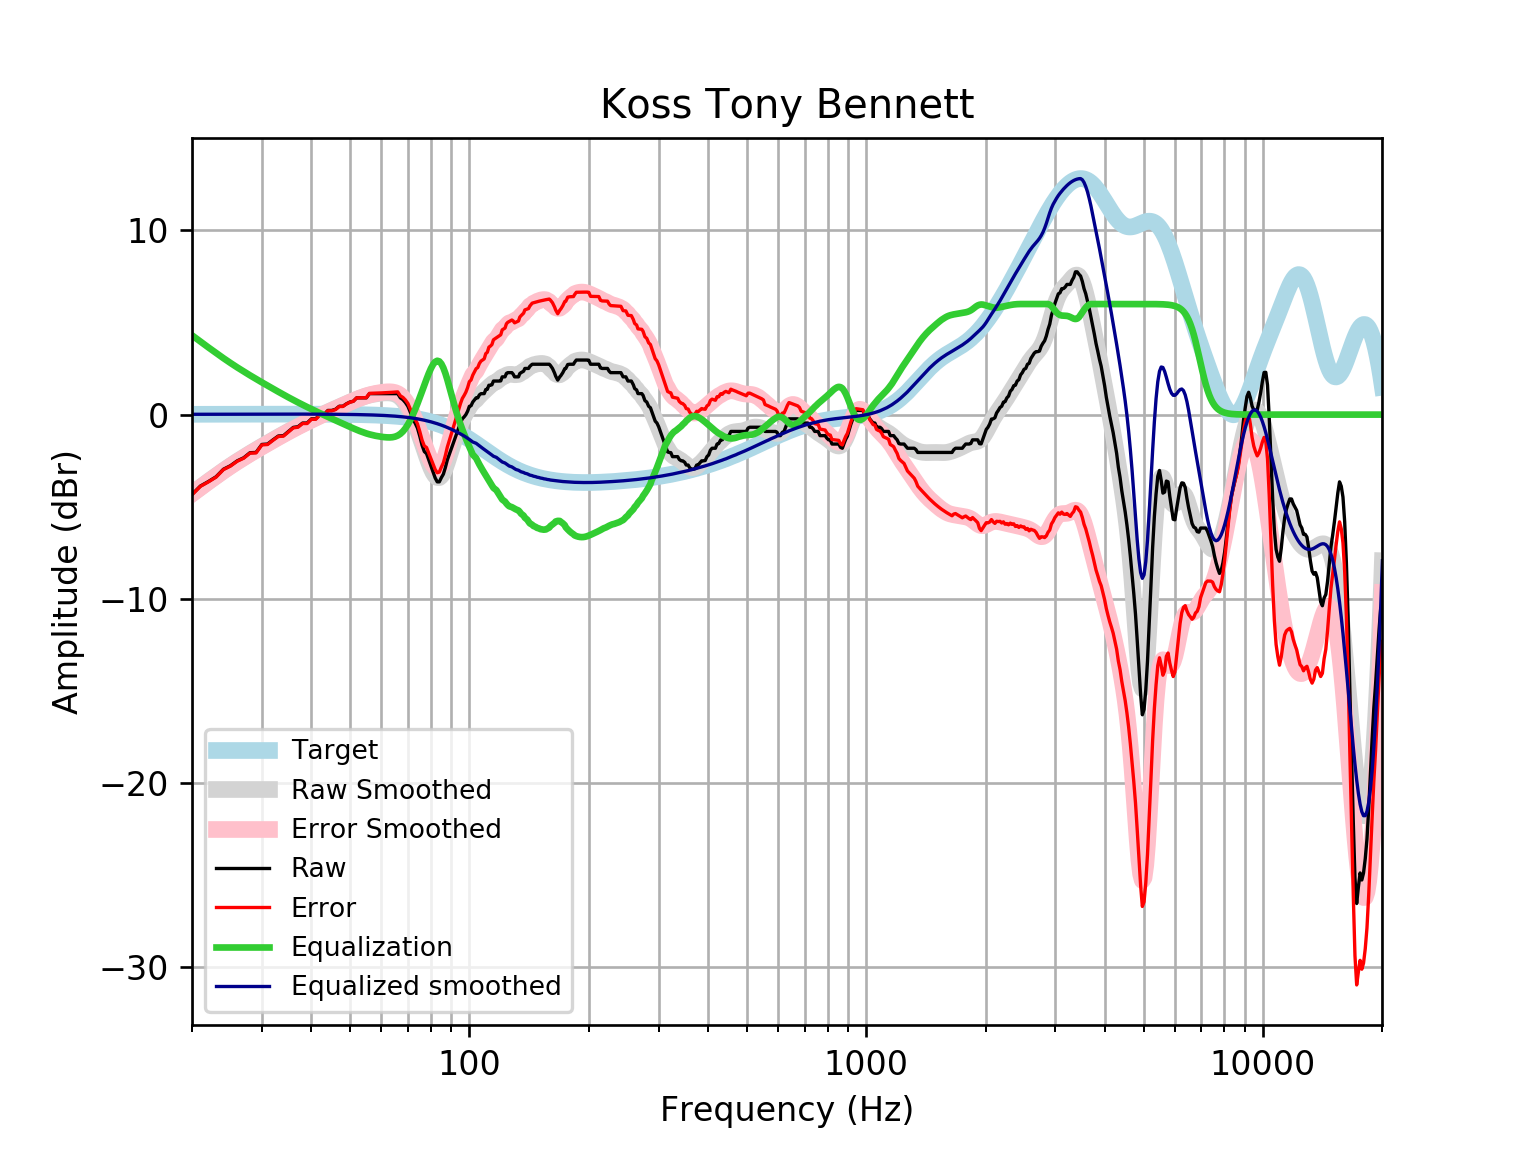 Koss Tony Bennett
Amplitude (dBr)
10
0
−10
−20
−30
Target
Raw Smoothed
Error Smoothed
Raw
Error
Equalization
Equalized smoothed
100 1000 10000
Frequency (Hz)